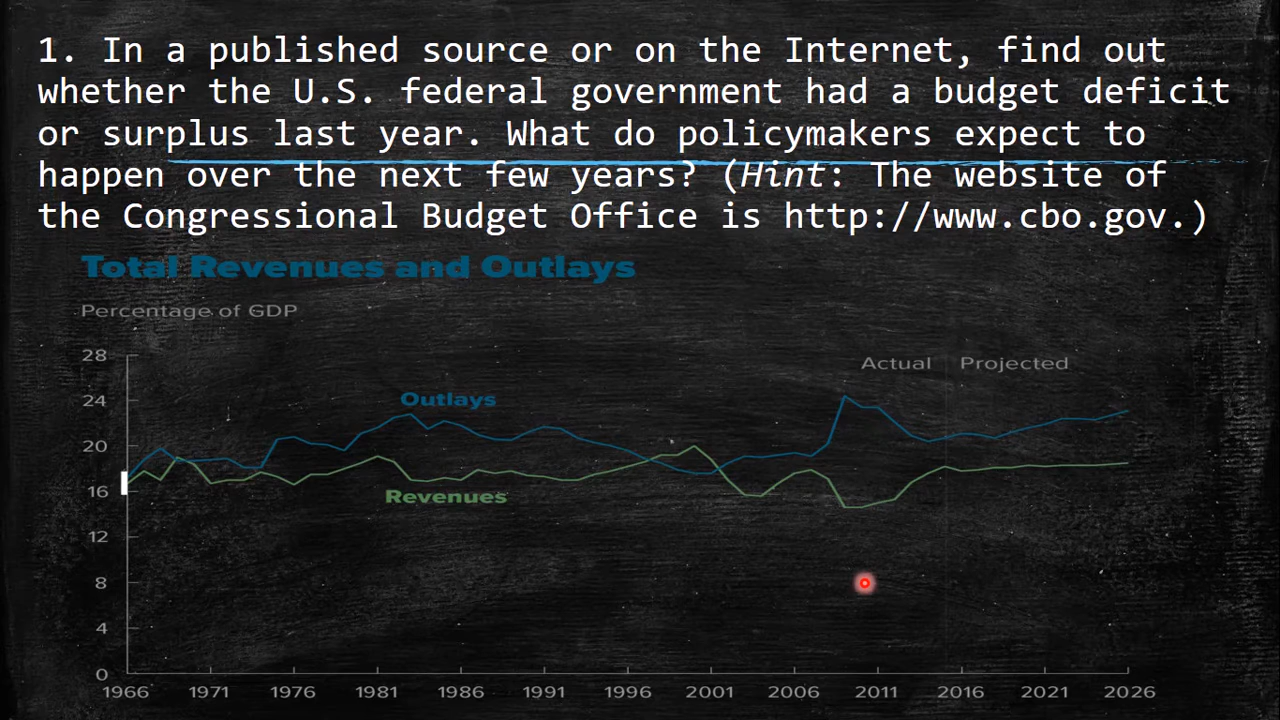 1. In a published source or on the Internet, find out
whether the U.S. federal government had a budget deficit
or surplus last year. What do policymakers expect to
happen over the next few years? (Hint: The website of
the Congressional Budget Office is http://www.cbo.gov.)
Total Revenues and Outlays
Percentage of GDP
28
Actual Projected
24
Outlays
20
16
Revenues
12
8
4
0
1966 1971 1976 1981 1986 1991 1996 2001 2006 2011 2016 2021 2026